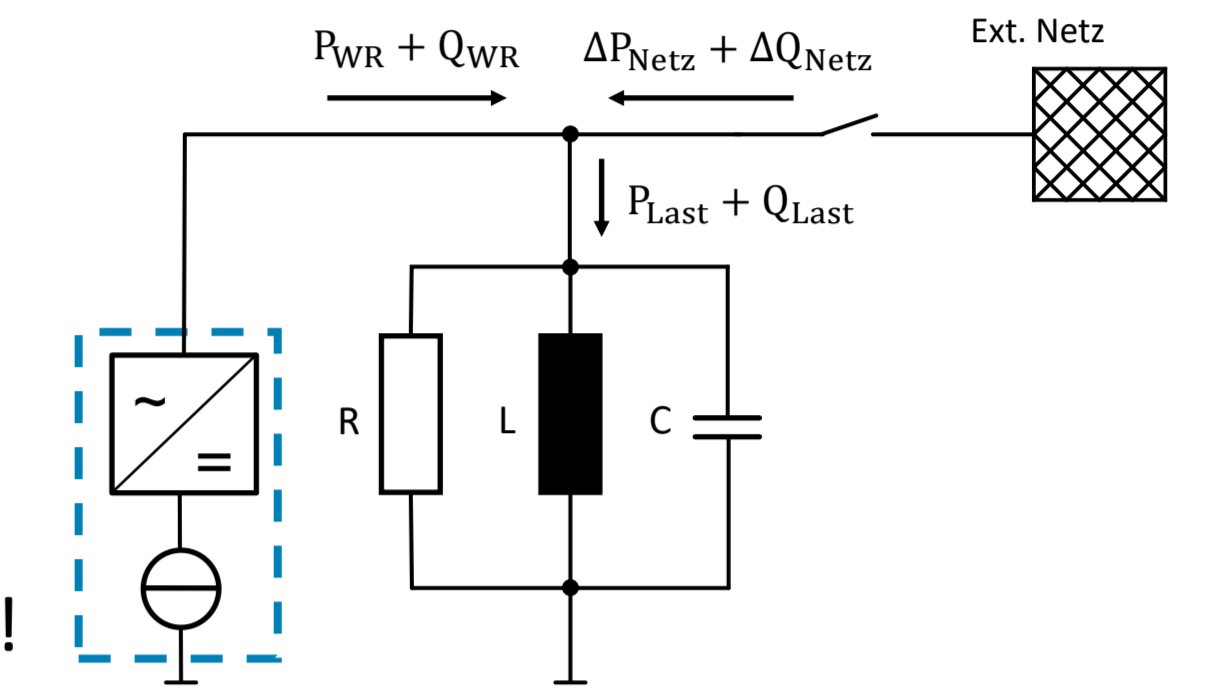 Ext. Netz
P_WR + Q_WR
ΔP_Netz + ΔQ_Netz
P_Last + Q_Last
~
=
R
L
C
!